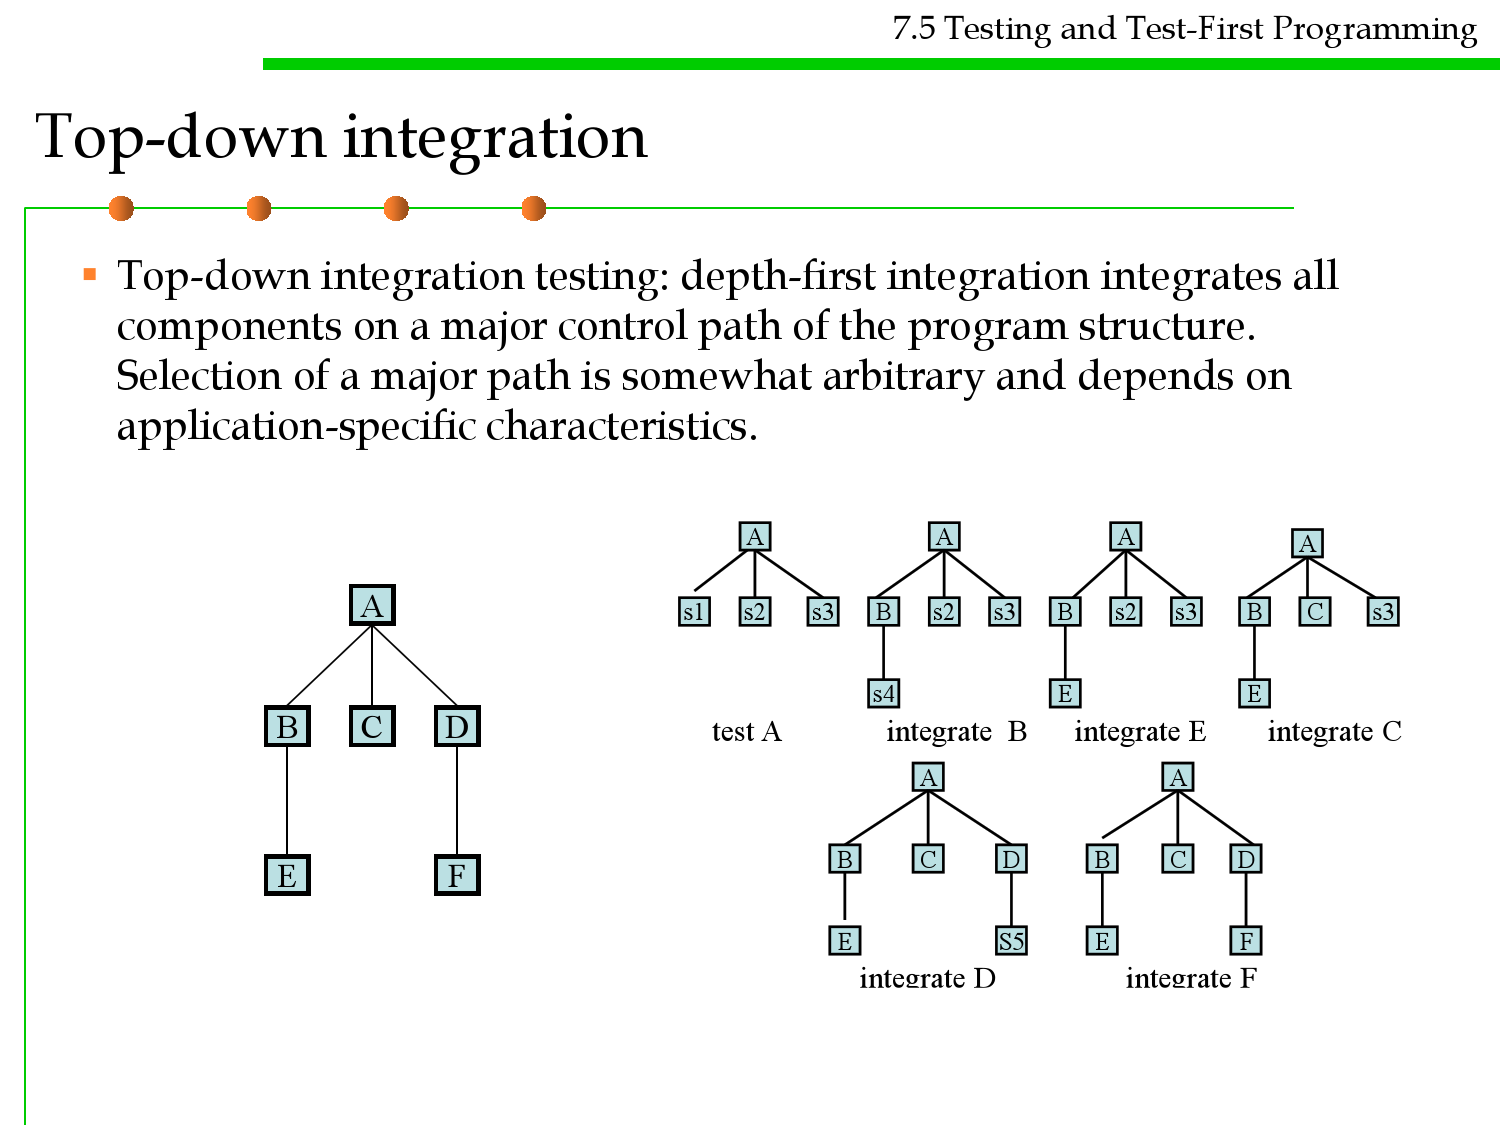 7.5 Testing and Test-First Programming
Top-down integration
Top-down integration testing: depth-first integration integrates all
components on a major control path of the program structure.
Selection of a major path is somewhat arbitrary and depends on
application-specific characteristics.
A
B C D
E F
A
s1 s2 s3
test A
A
B s2 s3
s4
integrate B
A
B s2 s3
E
integrate E
A
B C s3
E
integrate C
A
B C D
E S5
integrate D
A
B C D
E F
integrate F